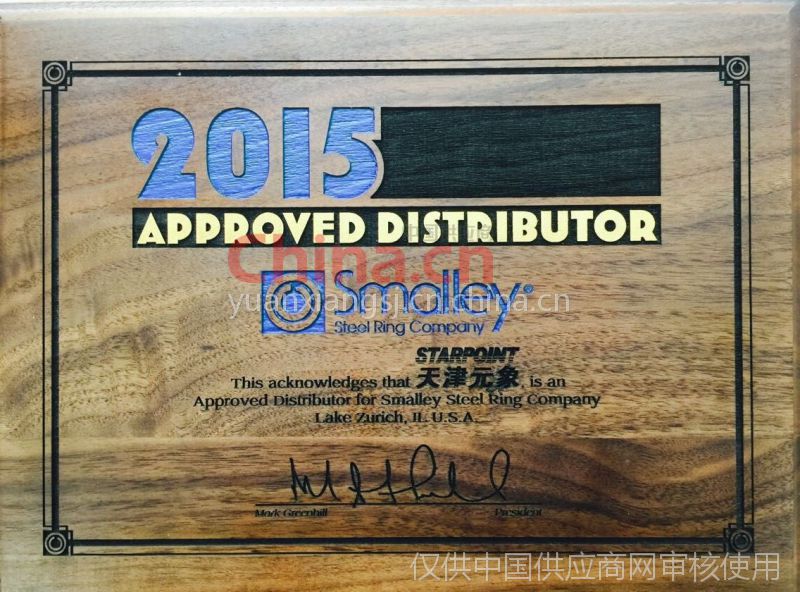 2015
APPROVED DISTRIBUTOR
China.cn
Smalley®
yuanxiangsj.cn.china.cn
Steel Ring Company
STARPOINT
This acknowledges that 天津元象, is an
Approved Distributor for Smalley Steel Ring Company
Lake Zurich, IL U.S.A.
Mark Greenhill President
仅供中国供应商网审核使用